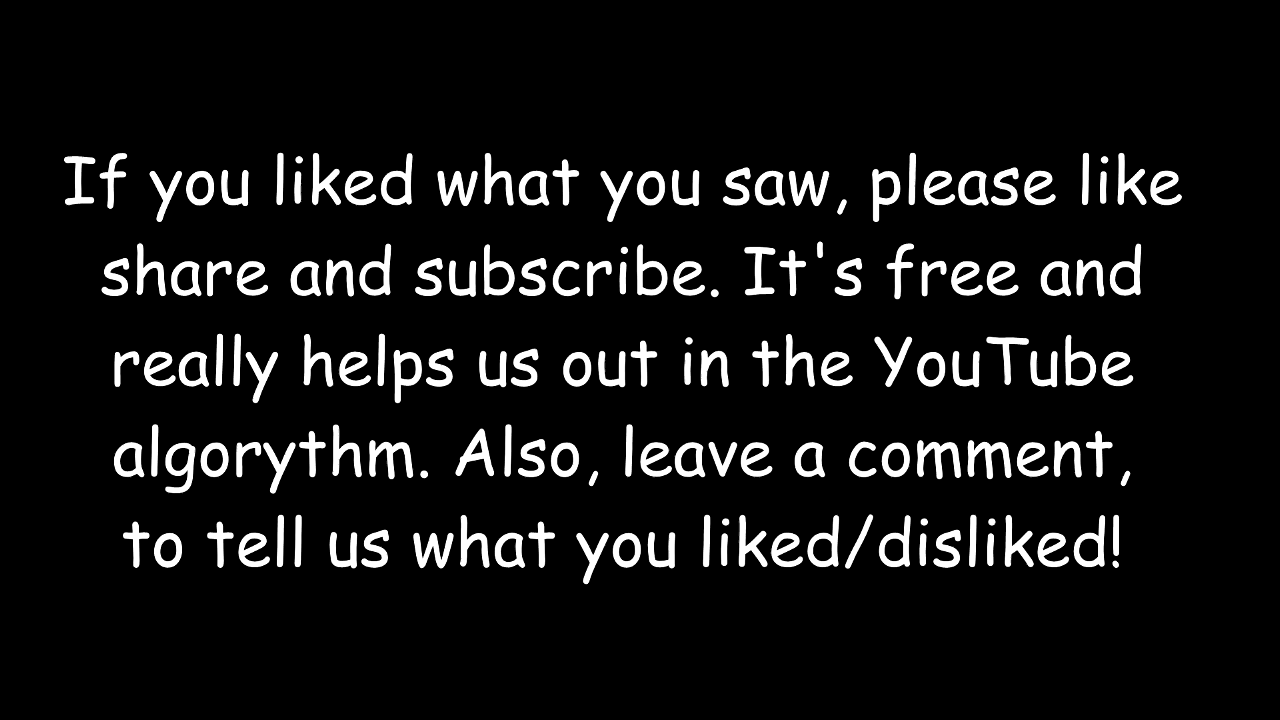 If you liked what you saw, please like
share and subscribe. It's free and
really helps us out in the YouTube
algorythm. Also, leave a comment,
to tell us what you liked/disliked!